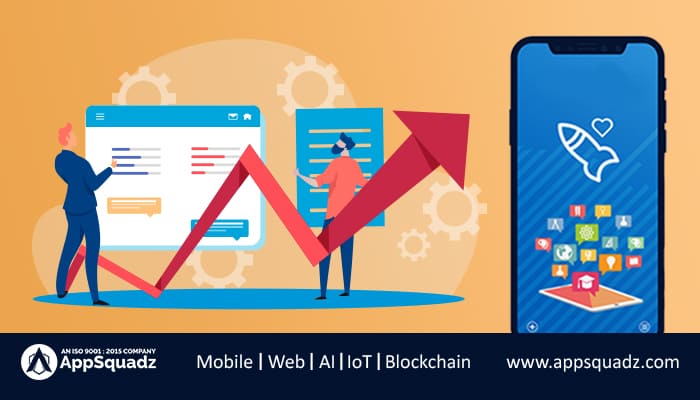 AN ISO 9001 : 2015 COMPANY
AppSquadz
Mobile | Web | AI | IoT | Blockchain
www.appsquadz.com